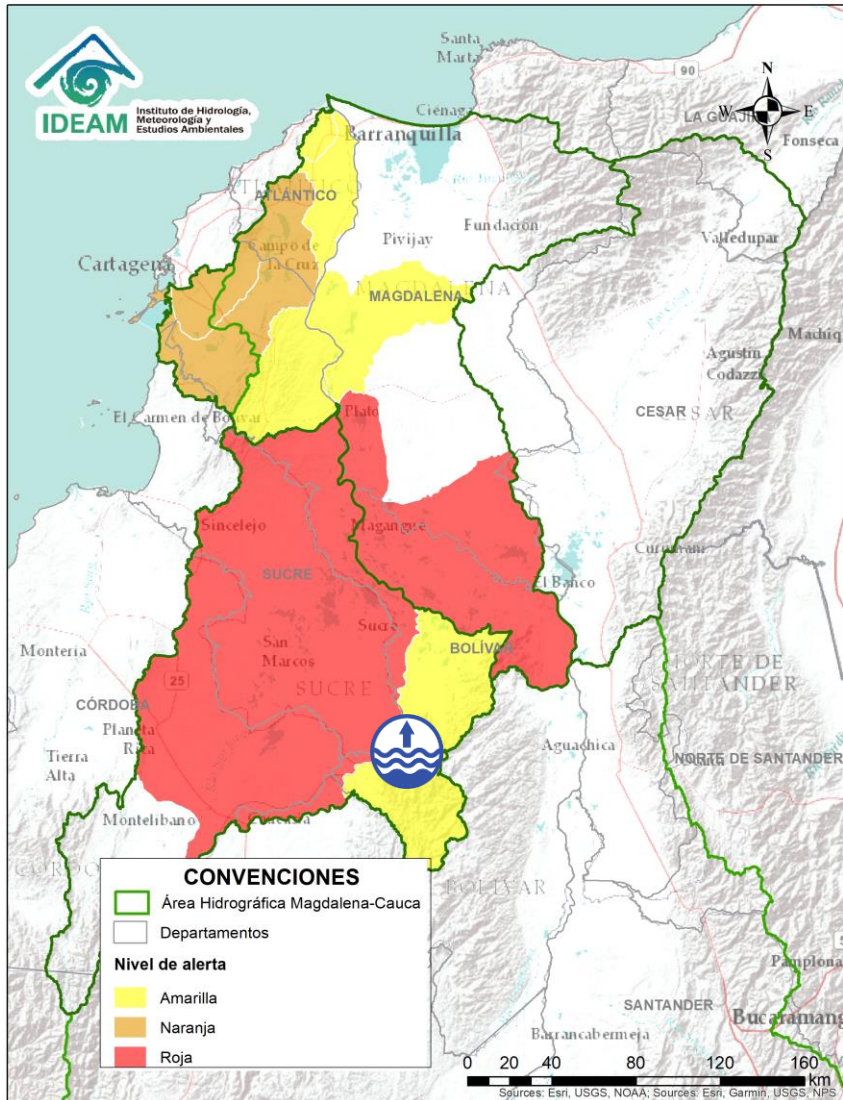 IDEAM
Instituto de Hidrología,
Meteorología y
Estudios Ambientales
Santa
Marta
90
N
W
E
S
LA GUAJIRA
Fonseca
Ciénaga
Barranquilla
ATLÁNTICO
Fundación
Pivijay
Valledupar
Campo de
la Cruz
Cartagena
MAGDALENA
MAGDALENA
Agustín
Codazzi
El Carmen de Bolívar
Plato
CESAR
CESAR
Sincelejo
Magangué
Curumaní
SUCRE
El Banco
Sucre
San
Marcos
BOLÍVAR
Montería
25
SUCRE
NORTE DE
SANTANDER
CÓRDOBA
Planeta
Rica
Aguachica
NORTE DE SANTANDER
Tierra
Alta
Montelíbano
BOLÍVAR
CONVENCIONES
Área Hidrográfica Magdalena-Cauca
Departamentos
Nivel de alerta
Amarilla
Naranja
Roja
Pamplona
SANTANDER
Bucaramang
Barrancabermeja
0 20 40 80 120 160
Km
Sources: Esri, USGS, NOAA; Sources: Esri, Garmin, USGS, NPS